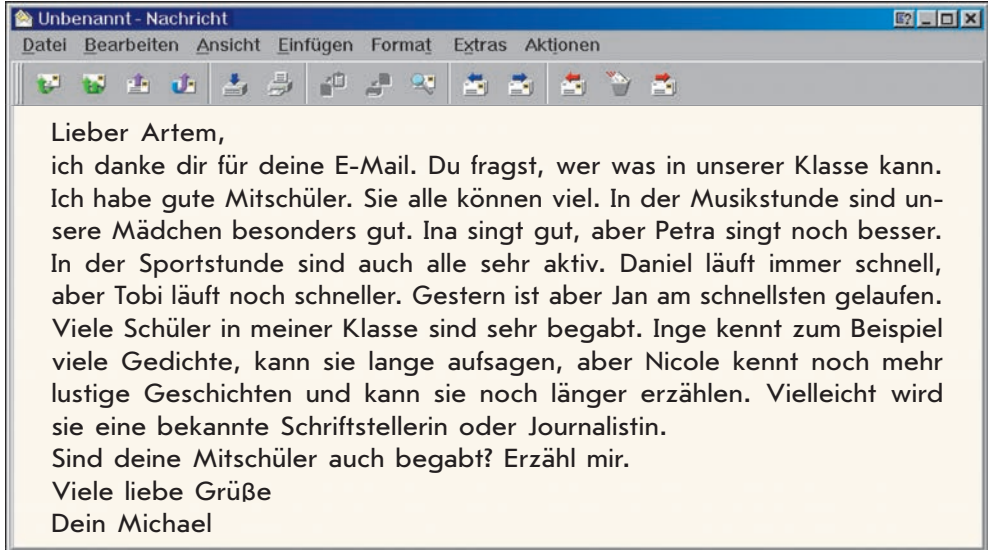 Unbenannt - Nachricht
Datei Bearbeiten Ansicht Einfügen Format Extras Aktionen
Lieber Artem,
ich danke dir für deine E-Mail. Du fragst, wer was in unserer Klasse kann.
Ich habe gute Mitschüler. Sie alle können viel. In der Musikstunde sind un-
sere Mädchen besonders gut. Ina singt gut, aber Petra singt noch besser.
In der Sportstunde sind auch alle sehr aktiv. Daniel läuft immer schnell,
aber Tobi läuft noch schneller. Gestern ist aber Jan am schnellsten gelaufen.
Viele Schüler in meiner Klasse sind sehr begabt. Inge kennt zum Beispiel
viele Gedichte, kann sie lange aufsagen, aber Nicole kennt noch mehr
lustige Geschichten und kann sie noch länger erzählen. Vielleicht wird
sie eine bekannte Schriftstellerin oder Journalistin.
Sind deine Mitschüler auch begabt? Erzähl mir.
Viele liebe Grüße
Dein Michael